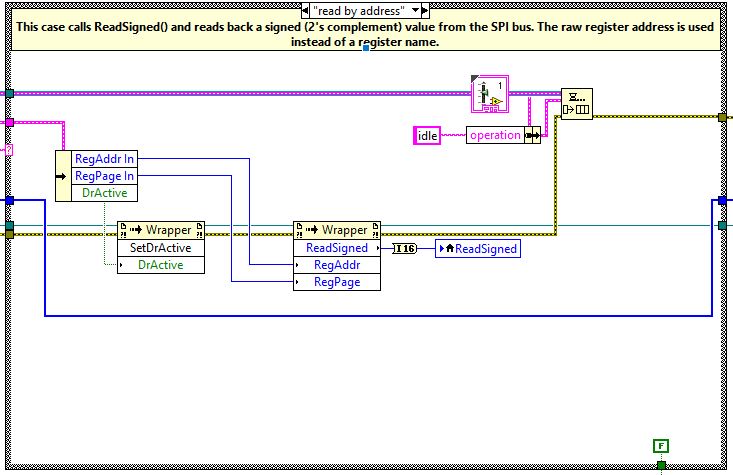 "read by address"
This case calls ReadSigned() and reads back a signed (2's complement) value from the SPI bus. The raw register address is used
instead of a register name.
1
idle
operation
RegAddr In
RegPage In
DrActive
Wrapper
SetDrActive
DrActive
Wrapper
ReadSigned
RegAddr
RegPage
I16
ReadSigned
F